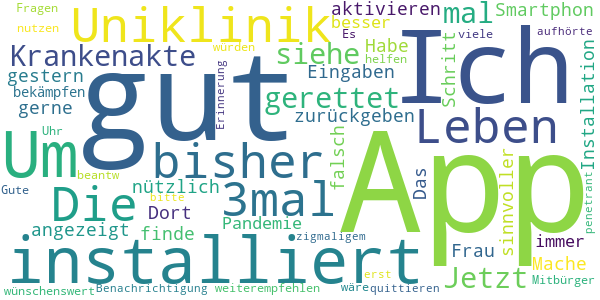 Fragen
Uniklinik
aktivieren
mal
Smartphon
nutzen
würden
besser
Es
viele
aufhörte
Krankenakte
siehe
Habe
helfen
Ich
gestern
gut
Eingaben
Schritt
bekämpfen
gerettet
gerne
Erinnerung
zurückgeben
Leben
Installation
Uhr
Um
bisher
falsch
beantw
sinnvoller
Gute
Die
nützlich
3mal
Das
App
penetrant
bitte
Dort
Pandemie
angezeigt
finde
zigmaligem
Frau
immer
installiert
Mache
erst
Jetzt
Mitbürger
wünschenswert
Benachrichtigung
weiterempfehlen
wäre
quittieren